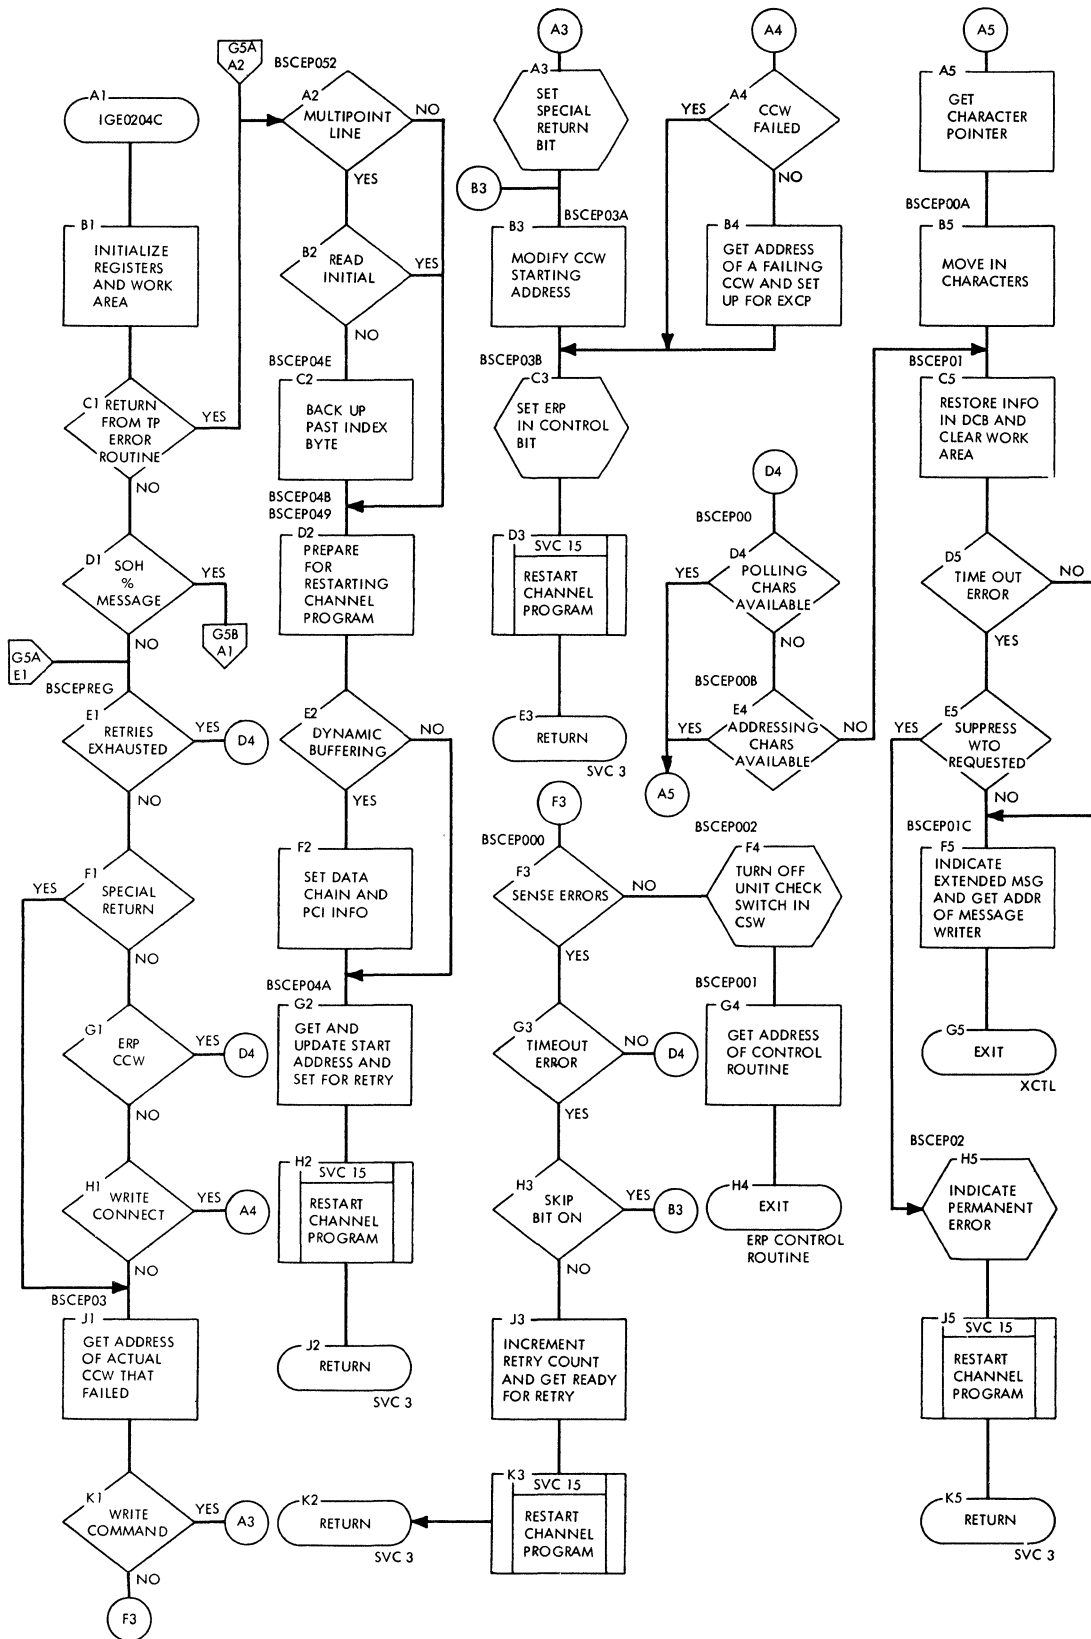 A1
IGE0204C
B1
INITIALIZE
REGISTERS
AND WORK
AREA
C1 RETURN
FROM TP
ERROR
ROUTINE
YES
NO
D1
SOH
%
MESSAGE
YES
NO
G5B
A1
G5A
E1
BSCEPREG
E1
RETRIES
EXHAUSTED
YES
D4
NO
F1
SPECIAL
RETURN
YES
NO
G1
ERP
CCW
YES
D4
NO
H1
WRITE
CONNECT
YES
A4
NO
BSCEP03
J1
GET ADDRESS
OF ACTUAL
CCW THAT
FAILED
K1
WRITE
COMMAND
YES
A3
NO
F3
G5A
A2
BSCEP052
A2
MULTIPOINT
LINE
NO
YES
B2
READ
INITIAL
YES
NO
BSCEP04E
C2
BACK UP
PAST INDEX
BYTE
BSCEP04B
BSCEP049
D2
PREPARE
FOR
RESTARTING
CHANNEL
PROGRAM
E2
DYNAMIC
BUFFERING
NO
YES
F2
SET DATA
CHAIN AND
PCI INFO
BSCEP04A
G2
GET AND
UPDATE START
ADDRESS AND
SET FOR RETRY
H2
SVC 15
RESTART
CHANNEL
PROGRAM
J2
RETURN
SVC 3
K2
RETURN
SVC 3
A3
A3
SET
SPECIAL
RETURN
BIT
B3
BSCEP03A
B3
MODIFY CCW
STARTING
ADDRESS
BSCEP03B
C3
SET ERP
IN CONTROL
BIT
D3
SVC 15
RESTART
CHANNEL
PROGRAM
E3
RETURN
SVC 3
F3
BSCEP000
F3
SENSE ERRORS
NO
YES
G3
TIMEOUT
ERROR
NO
D4
YES
H3
SKIP
BIT ON
YES
B3
NO
J3
INCREMENT
RETRY COUNT
AND GET READY
FOR RETRY
K3
SVC 15
RESTART
CHANNEL
PROGRAM
A4
A4
CCW
FAILED
YES
NO
B4
GET ADDRESS
OF A FAILING
CCW AND SET
UP FOR EXCP
D4
BSCEP00
D4
POLLING
CHARS
AVAILABLE
YES
NO
BSCEP00B
E4
ADDRESSING
CHARS
AVAILABLE
YES
NO
A5
BSCEP002
F4
TURN OFF
UNIT CHECK
SWITCH IN
CSW
BSCEP001
G4
GET ADDRESS
OF CONTROL
ROUTINE
H4
EXIT
ERP CONTROL
ROUTINE
A5
A5
GET
CHARACTER
POINTER
BSCEP00A
B5
MOVE IN
CHARACTERS
BSCEP01
C5
RESTORE INFO
IN DCB AND
CLEAR WORK
AREA
D5
TIME OUT
ERROR
NO
YES
E5
SUPPRESS
WTO
REQUESTED
YES
NO
BSCEP01C
F5
INDICATE
EXTENDED MSG
AND GET ADDR
OF MESSAGE
WRITER
G5
EXIT
XCTL
BSCEP02
H5
INDICATE
PERMANENT
ERROR
J5
SVC 15
RESTART
CHANNEL
PROGRAM
K5
RETURN
SVC 3